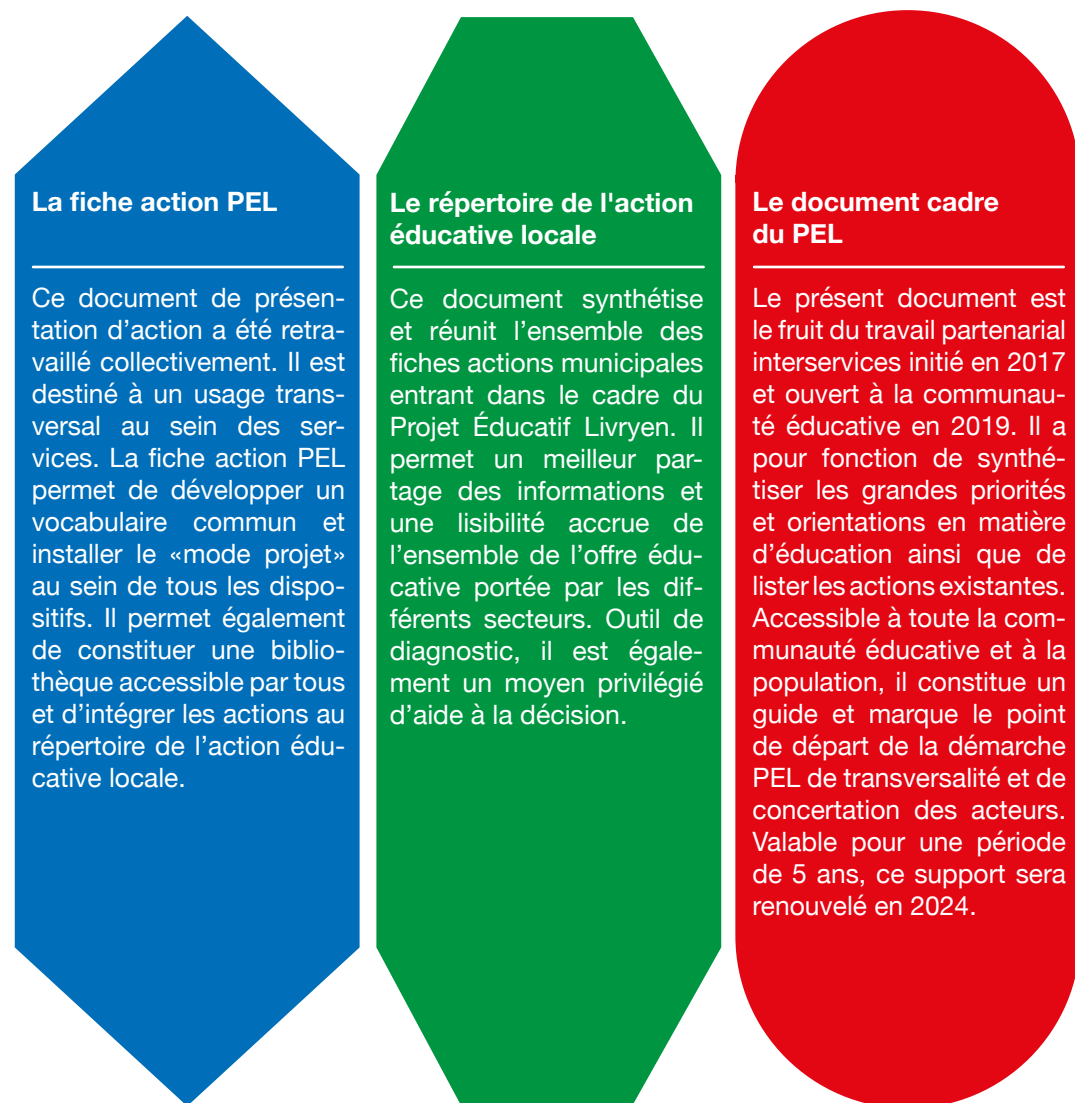 La fiche action PEL
Ce document de présen-
tation d’action a été retra-
vaillé collectivement. Il est
destiné à un usage trans-
versal au sein des ser-
vices. La fiche action PEL
permet de développer un
vocabulaire commun et
installer le «mode projet»
au sein de tous les dispo-
sitifs. Il permet également
de constituer une biblio-
thèque accessible par tous
et d’intégrer les actions au
répertoire de l’action édu-
cative locale.
Le répertoire de l'action
éducative locale
Ce document synthétise
et réunit l’ensemble des
fiches actions municipales
entrant dans le cadre du
Projet Éducatif Livryen. Il
permet un meilleur par-
tage des informations et
une lisibilité accrue de
l’ensemble de l’offre édu-
cative portée par les dif-
férents secteurs. Outil de
diagnostic, il est égale-
ment un moyen privilégié
d’aide à la décision.
Le document cadre
du PEL
Le présent document est
le fruit du travail partenarial
interservices initié en 2017
et ouvert à la communau-
té éducative en 2019. Il a
pour fonction de synthé-
tiser les grandes priorités
et orientations en matière
d’éducation ainsi que de
lister les actions existantes.
Accessible à toute la com-
munauté éducative et à la
population, il constitue un
guide et marque le point
de départ de la démarche
PEL de transversalité et de
concertation des acteurs.
Valable pour une période
de 5 ans, ce support sera
renouvelé en 2024.